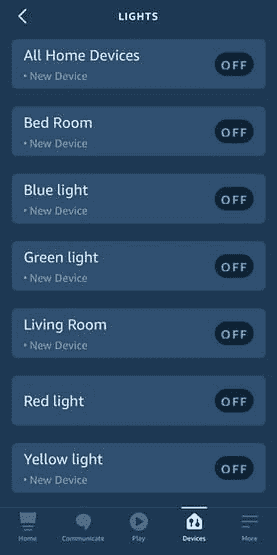 LIGHTS
All Home Devices
OFF
• New Device
Bed Room
OFF
• New Device
Blue light
OFF
• New Device
Green light
OFF
• New Device
Living Room
OFF
• New Device
Red light
OFF
Yellow light
OFF
• New Device
Home Communicate Play Devices More